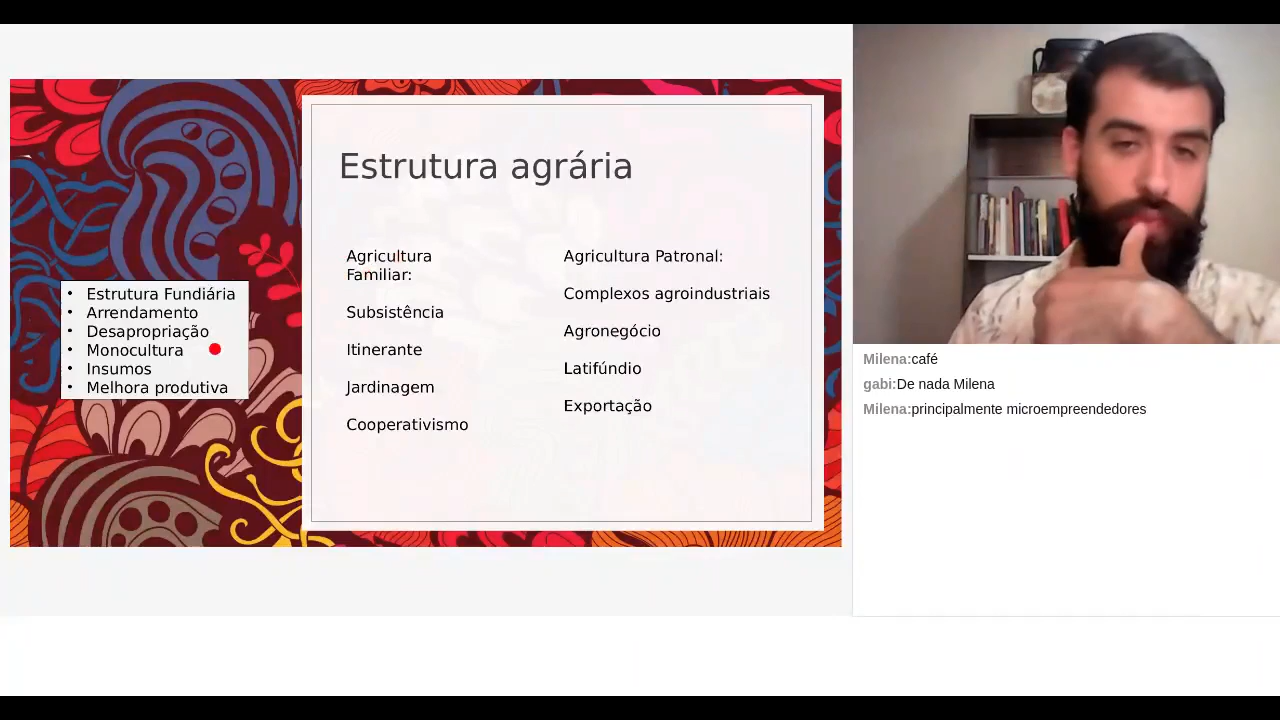 Estrutura agrária
Agricultura
Familiar:
Subsistência
Itinerante
Jardinagem
Cooperativismo
Agricultura Patronal:
Complexos agroindustriais
Agronegócio
Latifúndio
Exportação
• Estrutura Fundiária
• Arrendamento
• Desapropriação
• Monocultura
• Insumos
• Melhora produtiva
Milena:café
gabi:De nada Milena
Milena:principalmente microempreendedores